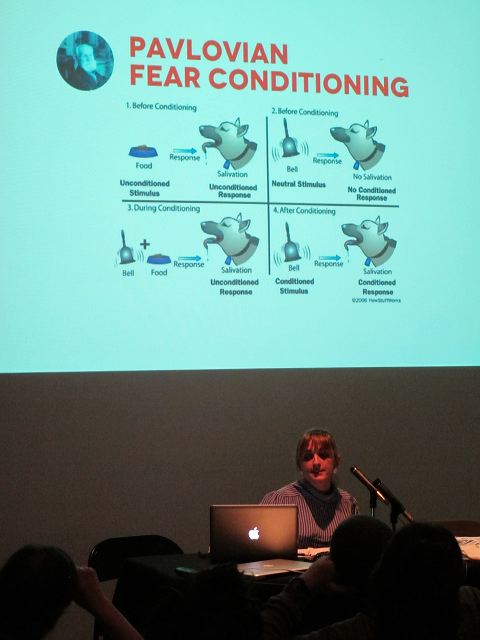 PAVLOVIAN
FEAR CONDITIONING
1. Before Conditioning
Food
Response
Salivation
Unconditioned
Stimulus
Unconditioned
Response
2. Before Conditioning
Bell
Response
No Salivation
Neutral Stimulus
No Conditioned
Response
3. During Conditioning
+
Bell
Food
Response
Salivation
Unconditioned
Response
4. After Conditioning
Bell
Response
Salivation
Conditioned
Stimulus
Conditioned
Response
©2006 HowStuffWorks